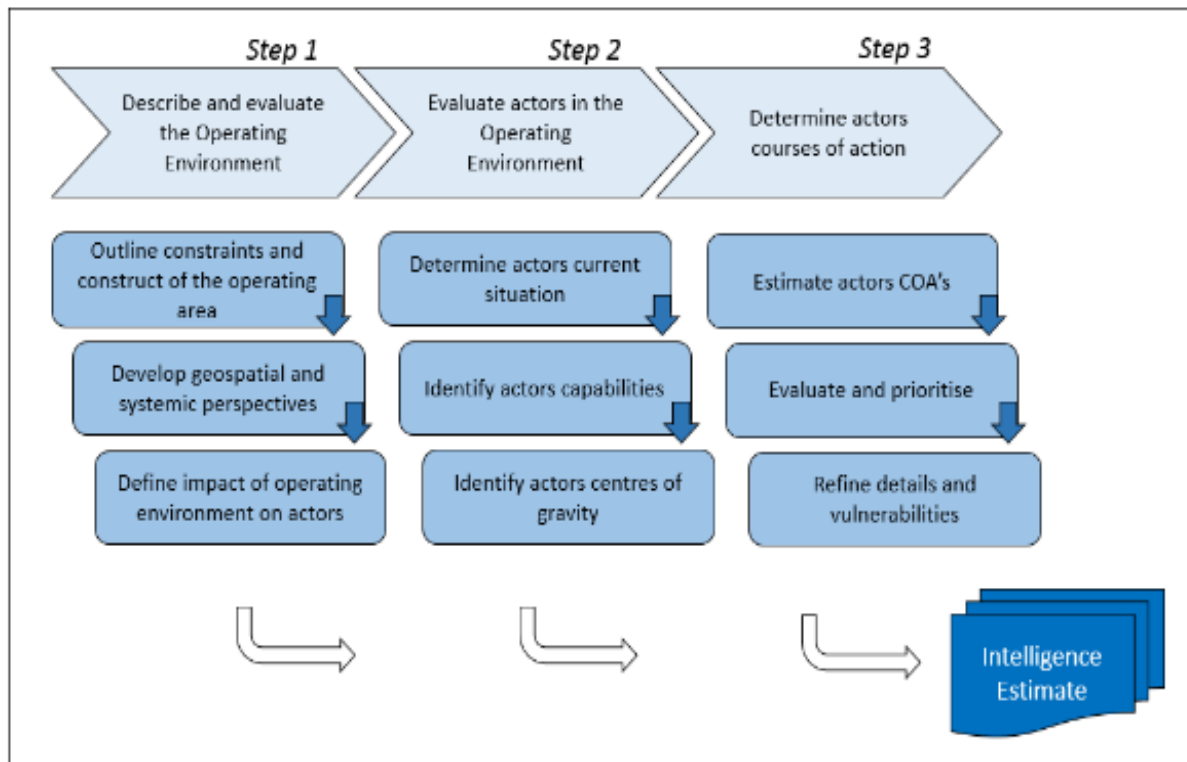 Step 1
Step 2
Step 3
Describe and evaluate
the Operating
Environment
Evaluate actors in the
Operating
Environment
Determine actors
courses of action
Outline constraints and
construct of the operating
area
Develop geospatial and
systemic perspectives
Define impact of operating
environment on actors
Determine actors current
situation
Identify actors capabilities
Identify actors centres of
gravity
Estimate actors COA's
Evaluate and prioritise
Refine details and
vulnerabilities
Intelligence
Estimate